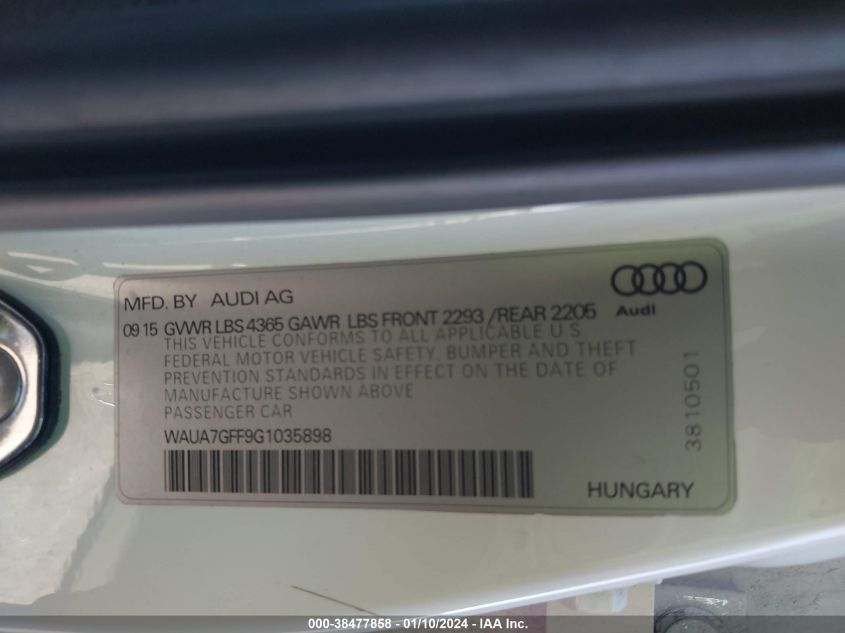 MFD. BY AUDI AG
Audi
09 15 GVWR LBS 4365 GAWR LBS FRONT 2293 /REAR 2205
THIS VEHICLE CONFORMS TO ALL APPLICABLE U S
FEDERAL MOTOR VEHICLE SAFETY, BUMPER AND THEFT
PREVENTION STANDARDS IN EFFECT ON THE DATE OF
MANUFACTURE SHOWN ABOVE
PASSENGER CAR
3810501
WAUA7GFF9G1035898
HUNGARY
000-38477858 - 01/10/2024 - IAA Inc.